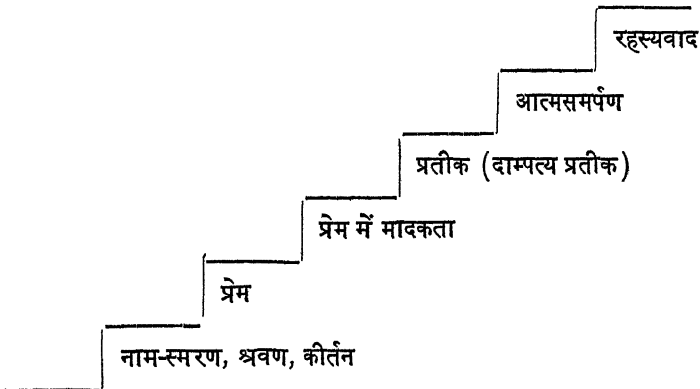 रहस्यवाद
आत्मसमर्पण
प्रतीक (दाम्पत्य प्रतीक)
प्रेम में मादकता
प्रेम
नाम-स्मरण, श्रवण, कीर्तन